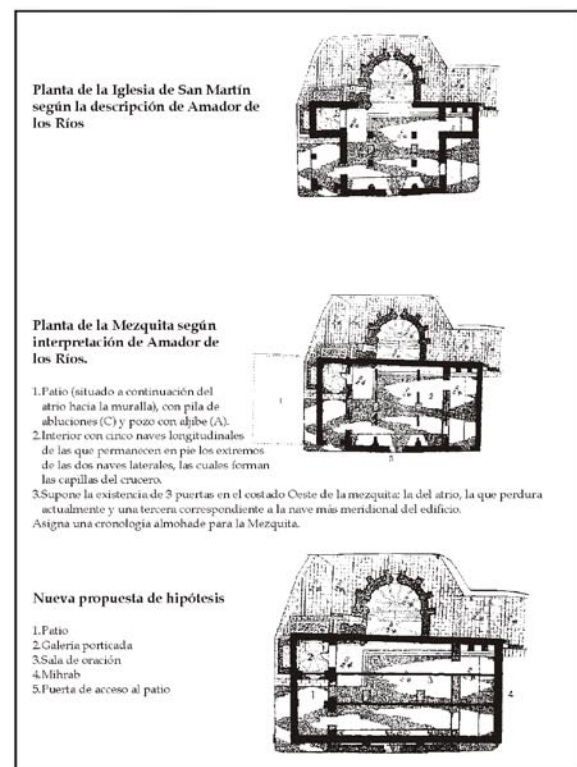 Planta de la Iglesia de San Martín
según la descripción de Amador de
los Ríos
Planta de la Mezquita según
interpretación de Amador de
los Ríos.
1.Patio (situado a continuación del
atrio hacia la muralla), con pila de
abluciones (C) y pozo con aljibe (A).
2.Interior con cinco naves longitudinales
de las que permanecen en pie los extremos
de las dos naves laterales, las cuales forman
las capillas del crucero.
3.Supone la existencia de 3 puertas en el costado Oeste de la mezquita: la del atrio, la que perdura
actualmente y una tercera correspondiente a la nave más meridional del edificio.
Asigna una cronología almohade para la Mezquita.
1
2
3
Nueva propuesta de hipótesis
1.Patio
2.Galería porticada
3.Sala de oración
4.Mihrab
5.Puerta de acceso al patio
1
3
4